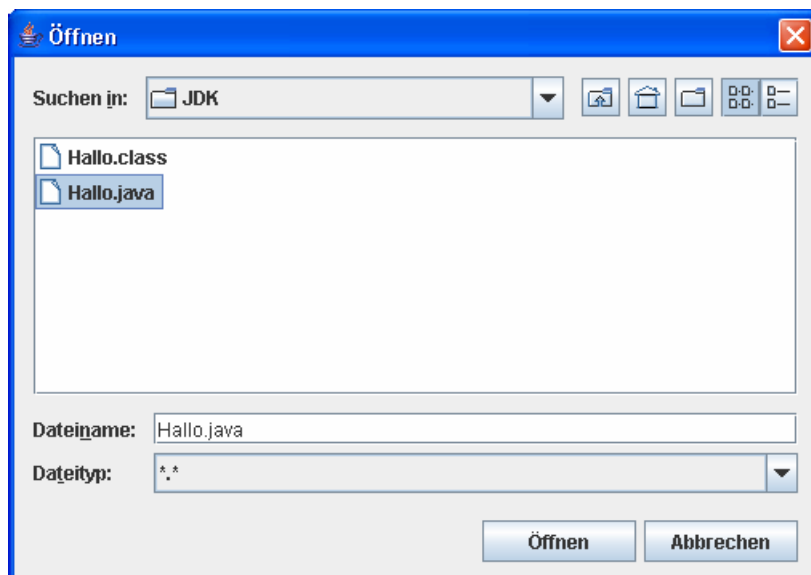 Öffnen
Suchen in: JDK
Hallo.class
Hallo.java
Dateiname: Hallo.java
Dateityp: *.*
Öffnen Abbrechen